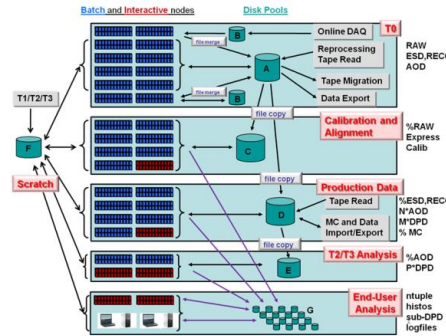 Batch and Interactive nodes
Disk Pools
T0
B
Online DAQ
file merge
Reprocessing
Tape Read
A
Tape Migration
file merge
B
Data Export
RAW
ESD,RECO
AOD
T1/T2/T3
F
Scratch
file copy
Calibration and
Alignment
C
%RAW
Express
Calib
file copy
Production Data
Tape Read
D
MC and Data
Import/Export
%ESD,RECO
N*AOD
M*DPD
% MC
file copy
T2/T3 Analysis
E
%AOD
P*DPD
End-User
Analysis
G
ntuple
histos
sub-DPD
logfiles